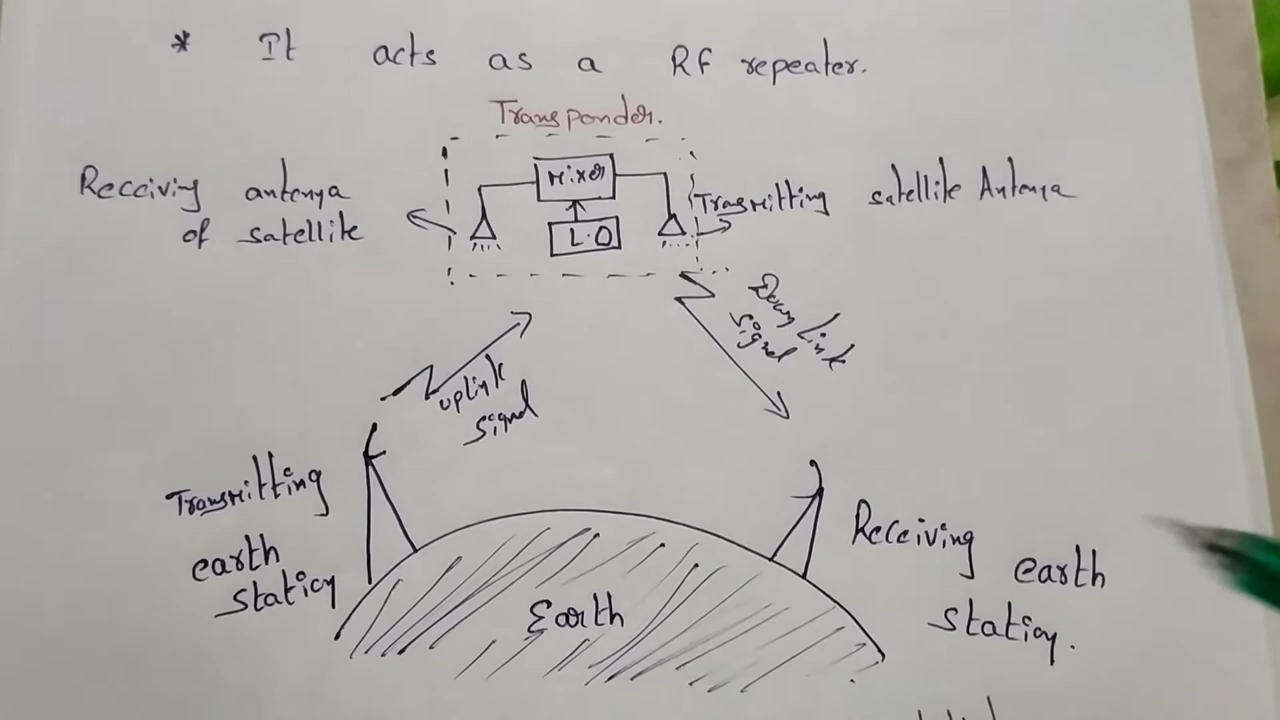 * It acts as a RF repeater.
Transponder.
Receiving antenna
of satellite
Mixer
L.O
Transmitting satellite Antenna
uplink
signal
Down link
signal
Transmitting
earth
station
Receiving earth
station.
Earth